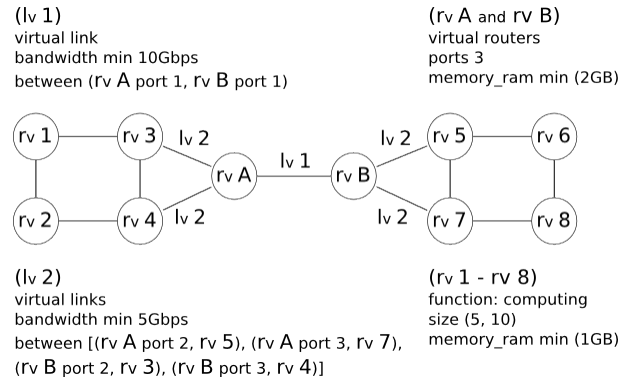 (lv 1)
virtual link
bandwidth min 10Gbps
between (rv A port 1, rv B port 1)
(rv A and rv B)
virtual routers
ports 3
memory_ram min (2GB)
rv 1
rv 3
lv 2
lv 2
rv 5
rv 6
rv A
lv 1
rv B
rv 2
rv 4
lv 2
lv 2
rv 7
rv 8
(lv 2)
virtual links
bandwidth min 5Gbps
between [(rv A port 2, rv 5), (rv A port 3, rv 7),
(rv B port 2, rv 3), (rv B port 3, rv 4)]
(rv 1 - rv 8)
function: computing
size (5, 10)
memory_ram min (1GB)